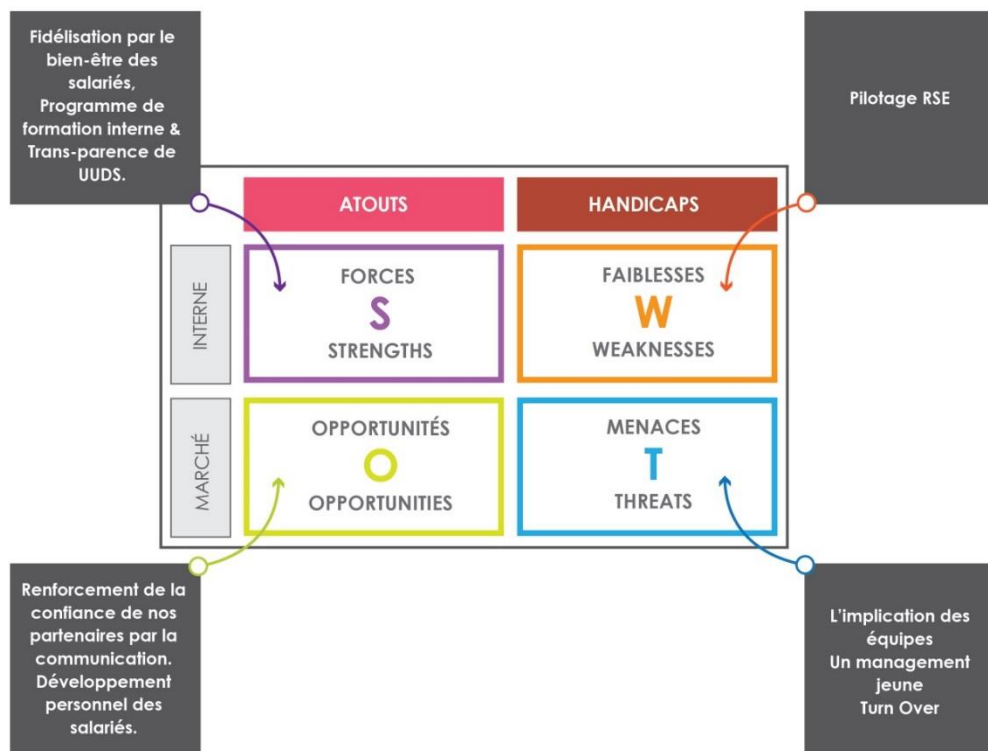 Fidélisation par le
bien-être des
salariés,
Programme de
formation interne &
Trans-parence de
UUDS.
Pilotage RSE
ATOUTS
HANDICAPS
INTERNE
FORCES
S
STRENGTHS
FAIBLESSES
W
WEAKNESSES
MARCHÉ
OPPORTUNITÉS
O
OPPORTUNITIES
MENACES
T
THREATS
Renforcement de la
confiance de nos
partenaires par la
communication.
Développement
personnel des
salariés.
L'implication des
équipes
Un management
jeune
Turn Over